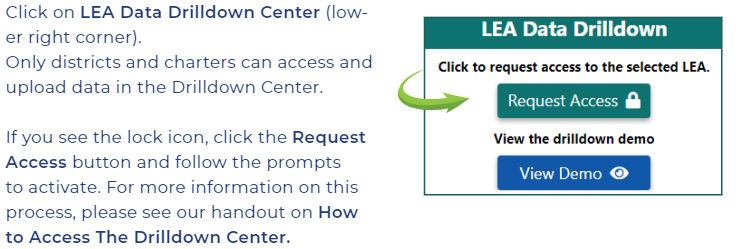 Click on LEA Data Drilldown Center (low-
er right corner).
Only districts and charters can access and
upload data in the Drilldown Center.
If you see the lock icon, click the Request
Access button and follow the prompts
to activate. For more information on this
process, please see our handout on How
to Access The Drilldown Center.
LEA Data Drilldown
Click to request access to the selected LEA.
Request Access
View the drilldown demo
View Demo